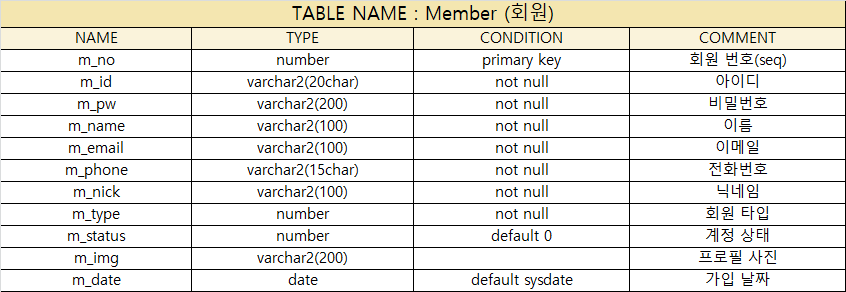 TABLE NAME : Member (회원)
NAME TYPE CONDITION COMMENT
m_no number primary key 회원 번호(seq)
m_id varchar2(20char) not null 아이디
m_pw varchar2(200) not null 비밀번호
m_name varchar2(100) not null 이름
m_email varchar2(100) not null 이메일
m_phone varchar2(15char) not null 전화번호
m_nick varchar2(100) not null 닉네임
m_type number not null 회원 타입
m_status number default 0 계정 상태
m_img varchar2(200) 프로필 사진
m_date date default sysdate 가입 날짜